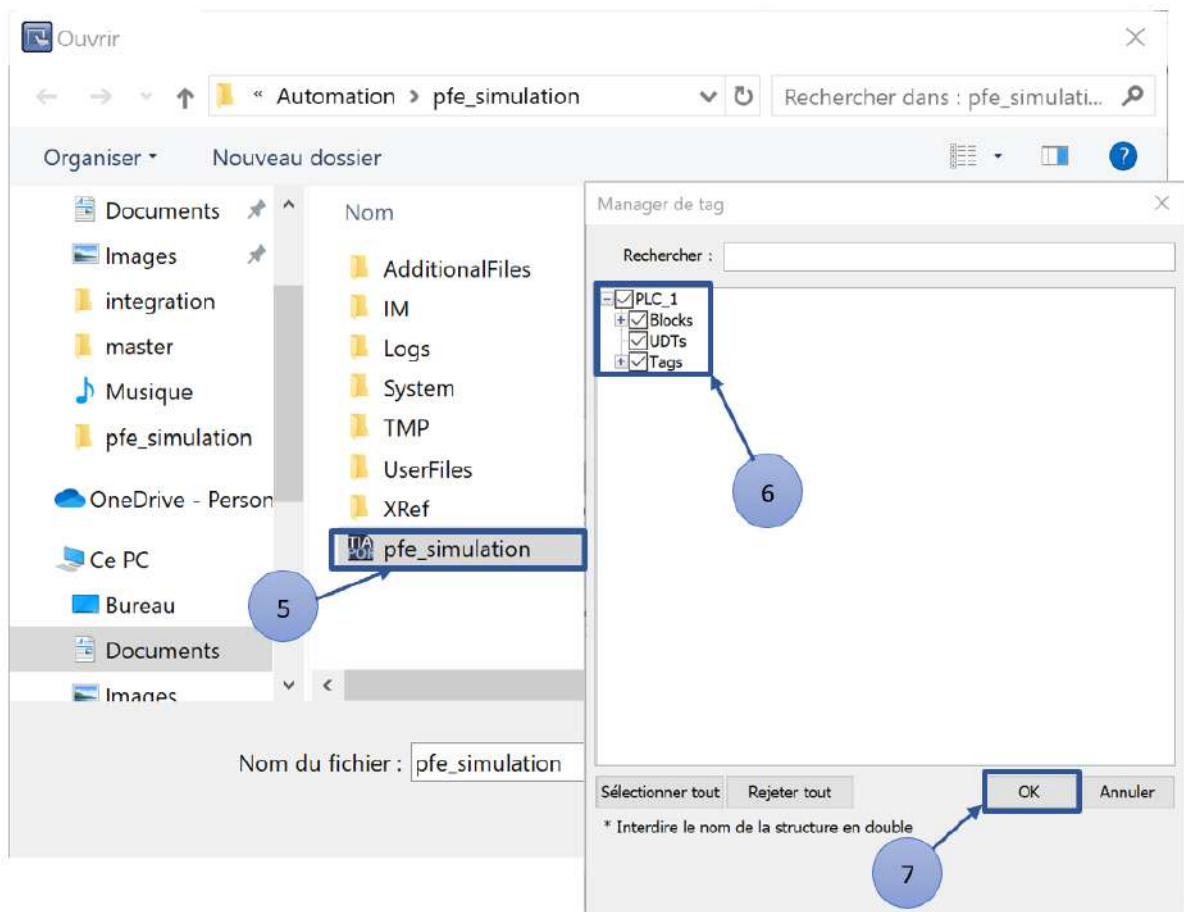 Ouvrir
« Automation > pfe_simulation
Rechercher dans : pfe_simulati...
Organiser
Nouveau dossier
?
Documents
Images
integration
master
Musique
pfe_simulation
OneDrive - Person
Ce PC
Bureau
Documents
Images
Nom
AdditionalFiles
IM
Logs
System
TMP
UserFiles
XRef
pfe_simulation
5
Nom du fichier : pfe_simulation
Manager de tag
Rechercher :
PLC_1
Blocks
UDTs
Tags
6
Sélectionner tout Rejeter tout OK Annuler
* Interdire le nom de la structure en double
7